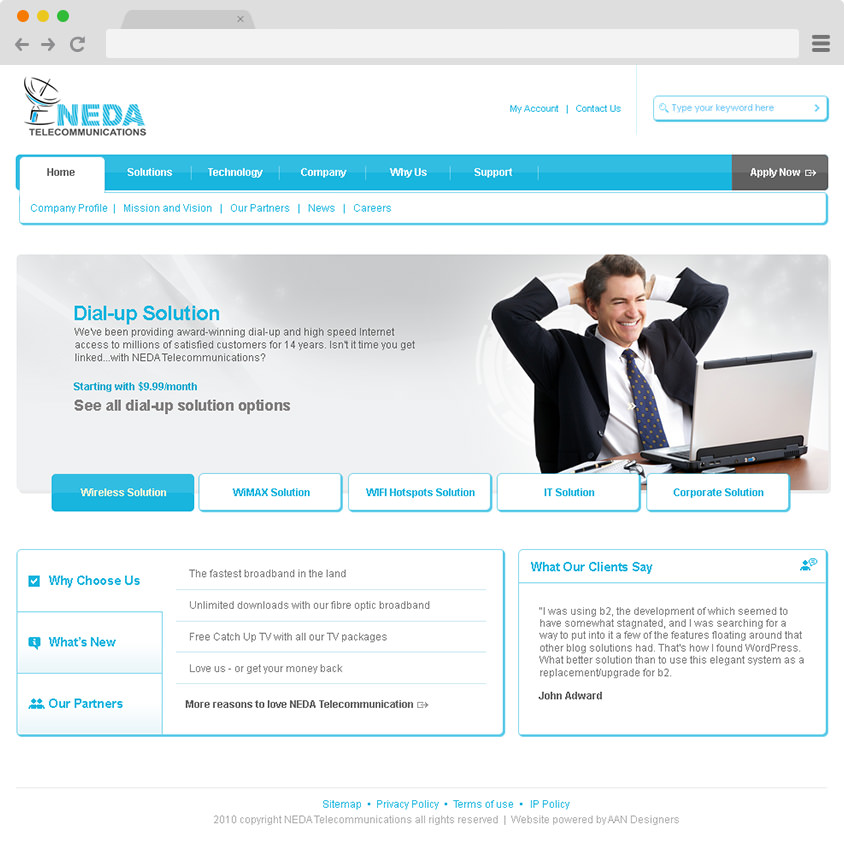 NEDA
TELECOMMUNICATIONS
My Account | Contact Us
Type your keyword here
Home
Solutions
Technology
Company
Why Us
Support
Apply Now
Company Profile | Mission and Vision | Our Partners | News | Careers
Dial-up Solution
We've been providing award-winning dial-up and high speed Internet
access to millions of satisfied customers for 14 years. Isn't it time you get
linked...with NEDA Telecommunications?
Starting with $9.99/month
See all dial-up solution options
Wireless Solution
WiMAX Solution
WIFI Hotspots Solution
IT Solution
Corporate Solution
Why Choose Us
What's New
Our Partners
The fastest broadband in the land
Unlimited downloads with our fibre optic broadband
Free Catch Up TV with all our TV packages
Love us - or get your money back
More reasons to love NEDA Telecommunication
What Our Clients Say
"I was using b2, the development of which seemed to
have somewhat stagnated, and I was searching for a
way to put into it a few of the features floating around that
other blog solutions had. That's how I found WordPress.
What better solution than to use this elegant system as a
replacement/upgrade for b2.
John Adward
Sitemap • Privacy Policy • Terms of use • IP Policy
2010 copyright NEDA Telecommunications all rights reserved | Website powered by AAN Designers